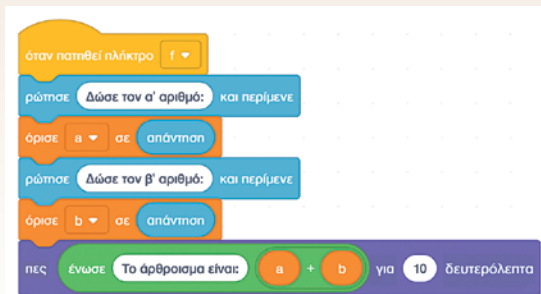 όταν πατηθεί πλήκτρο f
ρώτησε Δώσε τον α' αριθμό: και περίμενε
όρισε a σε απάντηση
ρώτησε Δώσε τον β' αριθμό: και περίμενε
όρισε b σε απάντηση
πες ένωσε Το άρθροισμα είναι: a + b για 10 δευτερόλεπτα